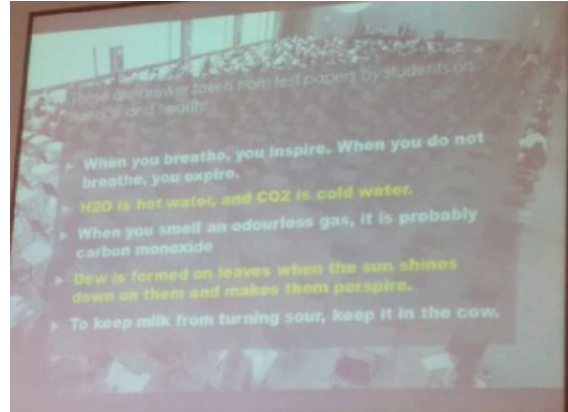 These are drawer taken from test papers by students on
science and health:
When you breathe, you inspire. When you do not
breathe, you expire.
H2O is hot water, and CO2 is cold water.
When you smell an odourless gas, it is probably
carbon monoxide
Dew is formed on leaves when the sun shines
down on them and makes them perspire.
To keep milk from turning sour, keep it in the cow.